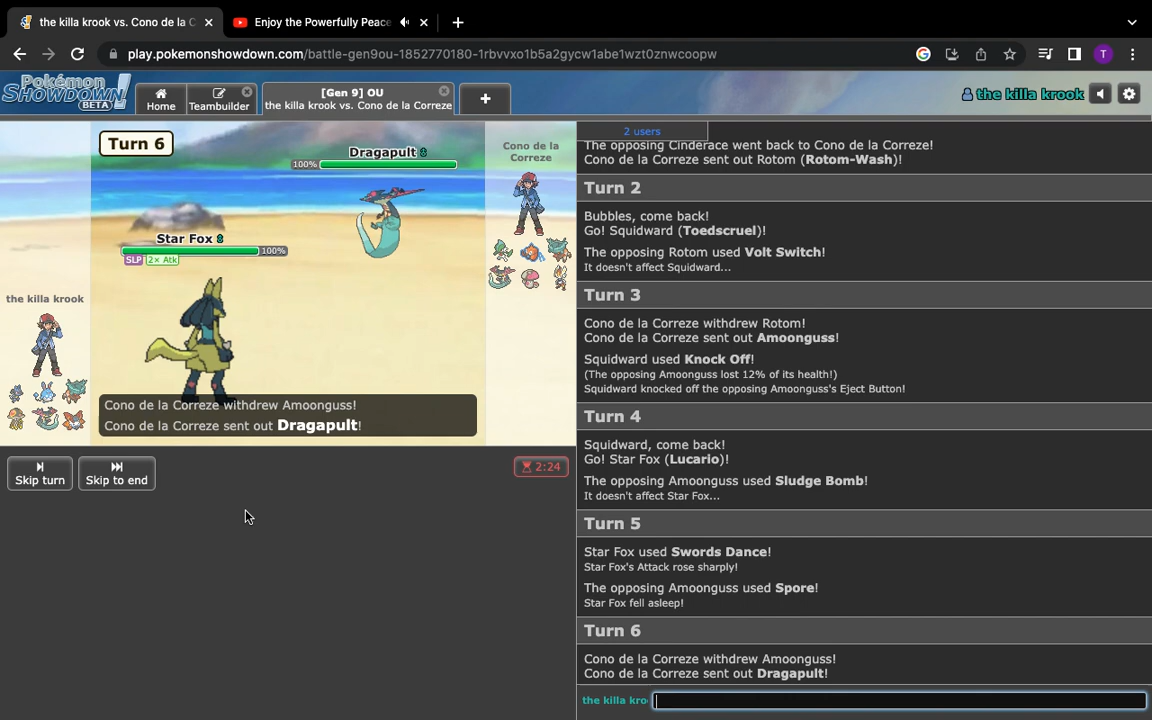 the killa krook vs. Cono de la C
Enjoy the Powerfully Peace
play.pokemonshowdown.com/battle-gen9ou-1852770180-1rbvvxo1b5a2gycw1abe1wzt0znwcoopw
T
Pokémon
SHOWDOWN!
BETA
Home
Teambuilder
[Gen 9] OU
the killa krook vs. Cono de la Correze
the killa krook
Turn 6
Dragapult
100%
Star Fox
100%
SLP 2× Atk
the killa krook
Cono de la
Correze
Cono de la Correze withdrew Amoonguss!
Cono de la Correze sent out Dragapult!
Skip turn
Skip to end
2:24
2 users
The opposing Cinderace went back to Cono de la Correze!
Cono de la Correze sent out Rotom (Rotom-Wash)!
Turn 2
Bubbles, come back!
Go! Squidward (Toedscruel)!
The opposing Rotom used Volt Switch!
It doesn't affect Squidward...
Turn 3
Cono de la Correze withdrew Rotom!
Cono de la Correze sent out Amoonguss!
Squidward used Knock Off!
(The opposing Amoonguss lost 12% of its health!)
Squidward knocked off the opposing Amoonguss's Eject Button!
Turn 4
Squidward, come back!
Go! Star Fox (Lucario)!
The opposing Amoonguss used Sludge Bomb!
It doesn't affect Star Fox...
Turn 5
Star Fox used Swords Dance!
Star Fox's Attack rose sharply!
The opposing Amoonguss used Spore!
Star Fox fell asleep!
Turn 6
Cono de la Correze withdrew Amoonguss!
Cono de la Correze sent out Dragapult!
the killa kro